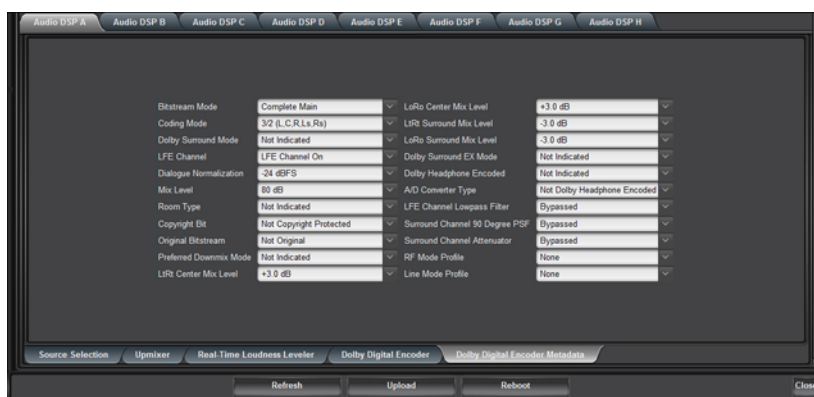 Audio DSP A Audio DSP B Audio DSP C Audio DSP D Audio DSP E Audio DSP F Audio DSP G Audio DSP H
Bitstream Mode Complete Main LoRo Center Mix Level +3.0 dB
Coding Mode 3/2 (L,C,R,Ls,Rs) LtRt Surround Mix Level -3.0 dB
Dolby Surround Mode Not Indicated LoRo Surround Mix Level -3.0 dB
LFE Channel LFE Channel On Dolby Surround EX Mode Not Indicated
Dialogue Normalization -24 dBFS Dolby Headphone Encoded Not Indicated
Mix Level 80 dB A/D Converter Type Not Dolby Headphone Encoded
Room Type Not Indicated LFE Channel Lowpass Filter Bypassed
Copyright Bit Not Copyright Protected Surround Channel 90 Degree PSF Bypassed
Original Bitstream Not Original Surround Channel Attenuator Bypassed
Preferred Downmix Mode Not Indicated RF Mode Profile None
LtRt Center Mix Level +3.0 dB Line Mode Profile None
Source Selection Upmixer Real-Time Loudness Leveler Dolby Digital Encoder Dolby Digital Encoder Metadata
Refresh Upload Reboot Close